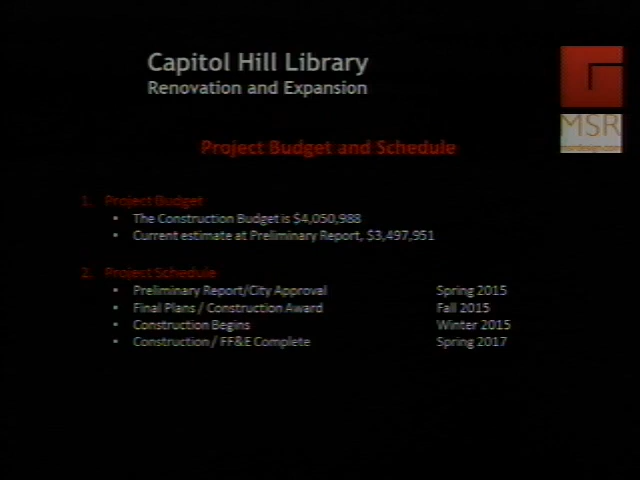 Capitol Hill Library
Renovation and Expansion
MSR
Project Budget and Schedule
1. Project Budget
• The Construction Budget is $4,050,988
• Current estimate at Preliminary Report, $3,497,951
2. Project Schedule
• Preliminary Report/City Approval Spring 2015
• Final Plans / Construction Award Fall 2015
• Construction Begins Winter 2015
• Construction / FF&E Complete Spring 2017